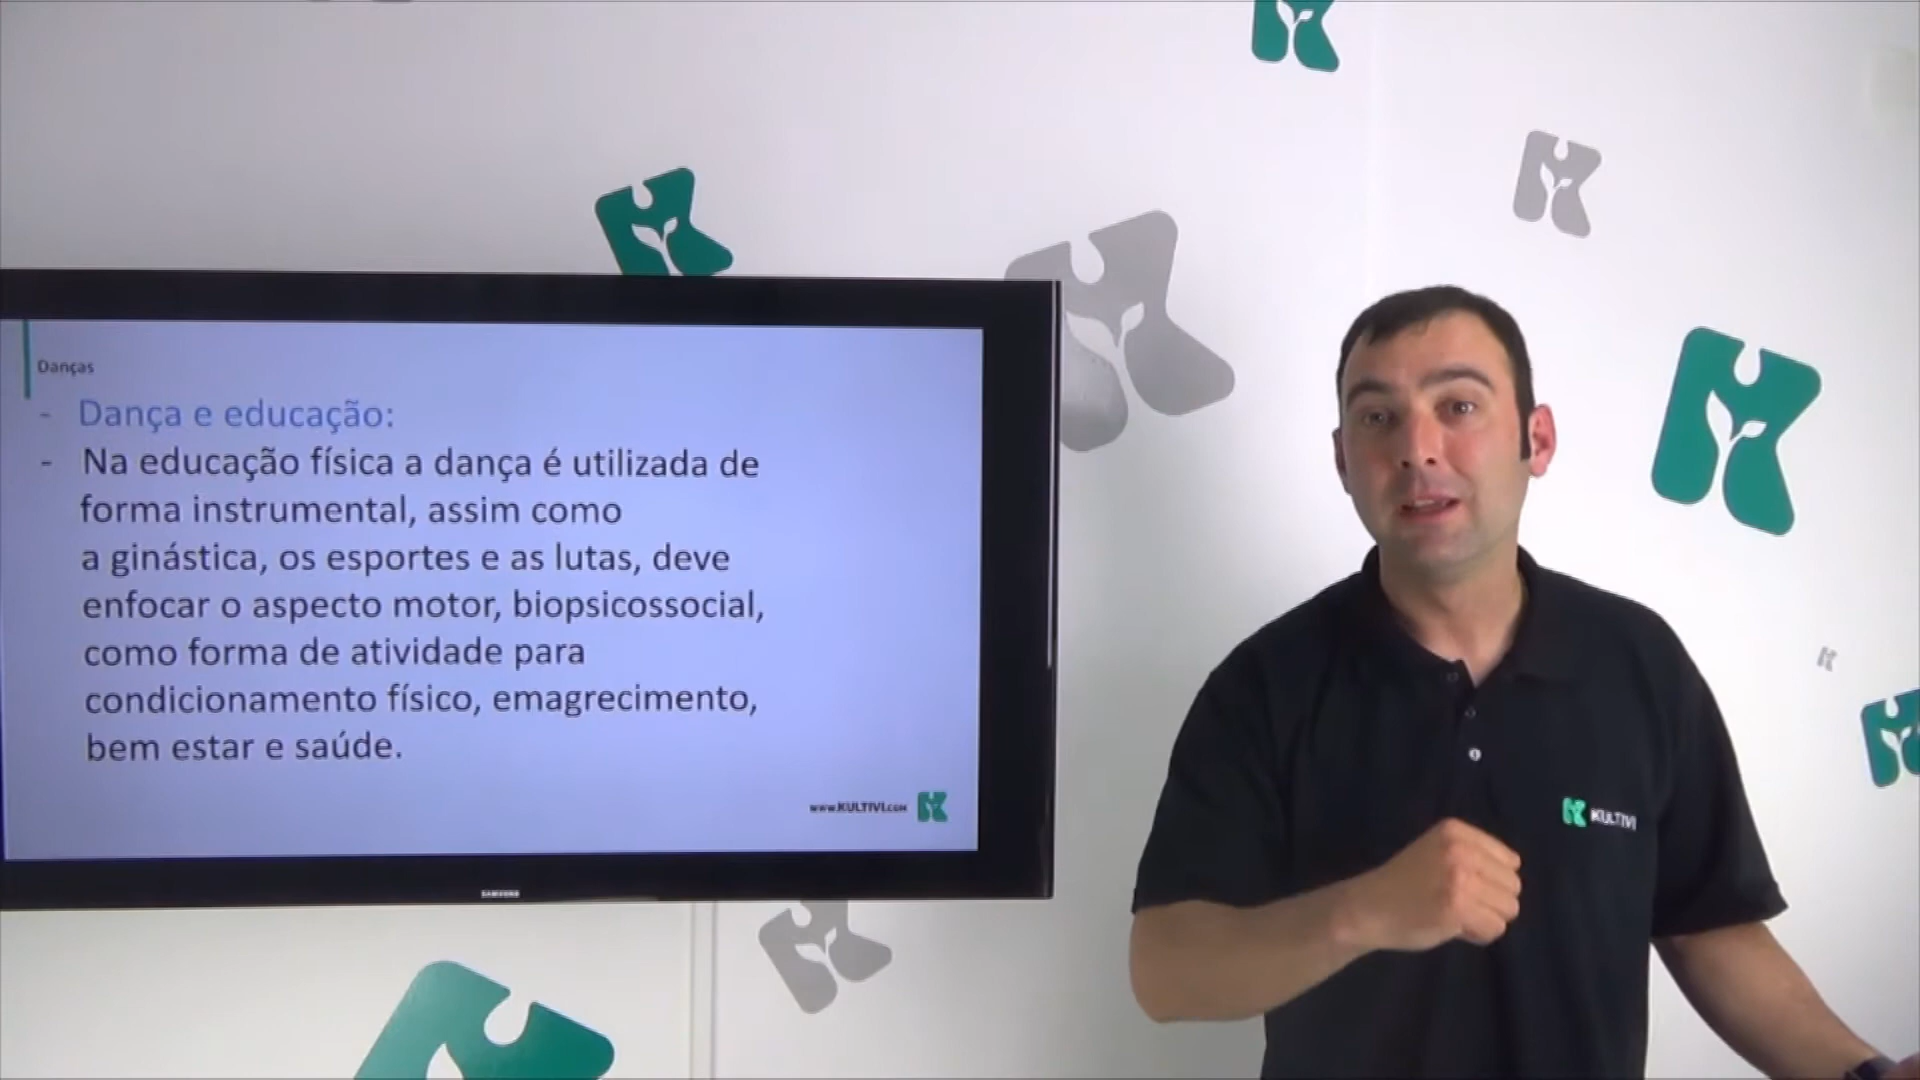 Danças
- Dança e educação:
- Na educação física a dança é utilizada de
forma instrumental, assim como
a ginástica, os esportes e as lutas, deve
enfocar o aspecto motor, biopsicossocial,
como forma de atividade para
condicionamento físico, emagrecimento,
bem estar e saúde.
www.KULTIVI.COM
SAMSUNG
KULTIVI